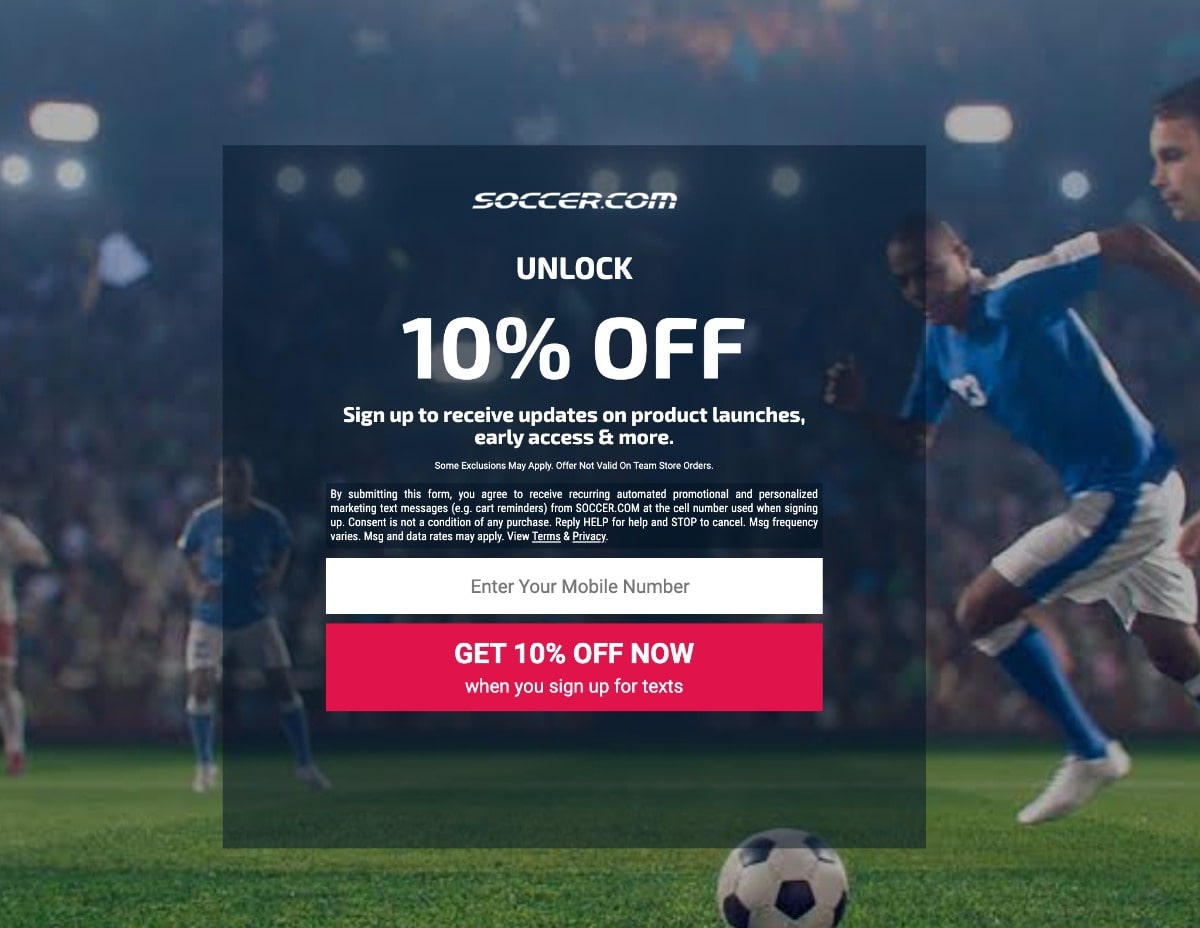 SOCCER.COM
UNLOCK
10% OFF
Sign up to receive updates on product launches,
early access & more.
Some Exclusions May Apply. Offer Not Valid On Team Store Orders.
By submitting this form, you agree to receive recurring automated promotional and personalized
marketing text messages (e.g. cart reminders) from SOCCER.COM at the cell number used when signing
up. Consent is not a condition of any purchase. Reply HELP for help and STOP to cancel. Msg frequency
varies. Msg and data rates may apply. View Terms & Privacy.
Enter Your Mobile Number
GET 10% OFF NOW
when you sign up for texts